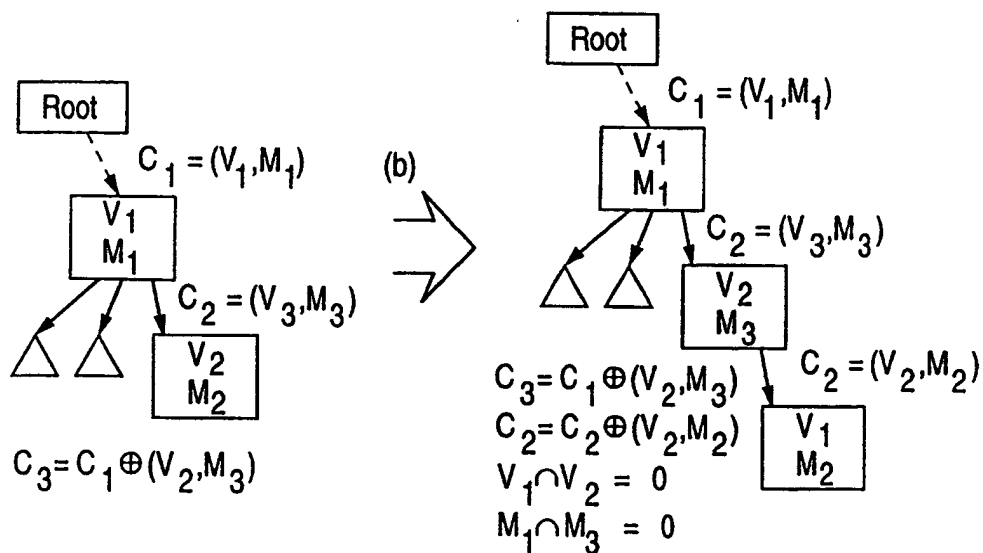 Root
C1 = (V1,M1)
V1
M1
C2 = (V3,M3)
V2
M2
C3 = C1 ⊕ (V2,M3)
(b)
Root
C1 = (V1,M1)
V1
M1
C2 = (V3,M3)
V2
M3
C2 = (V2,M2)
V1
M2
C3 = C1 ⊕ (V2,M3)
C2 = C2 ⊕ (V2,M2)
V1 ∩ V2 = 0
M1 ∩ M3 = 0